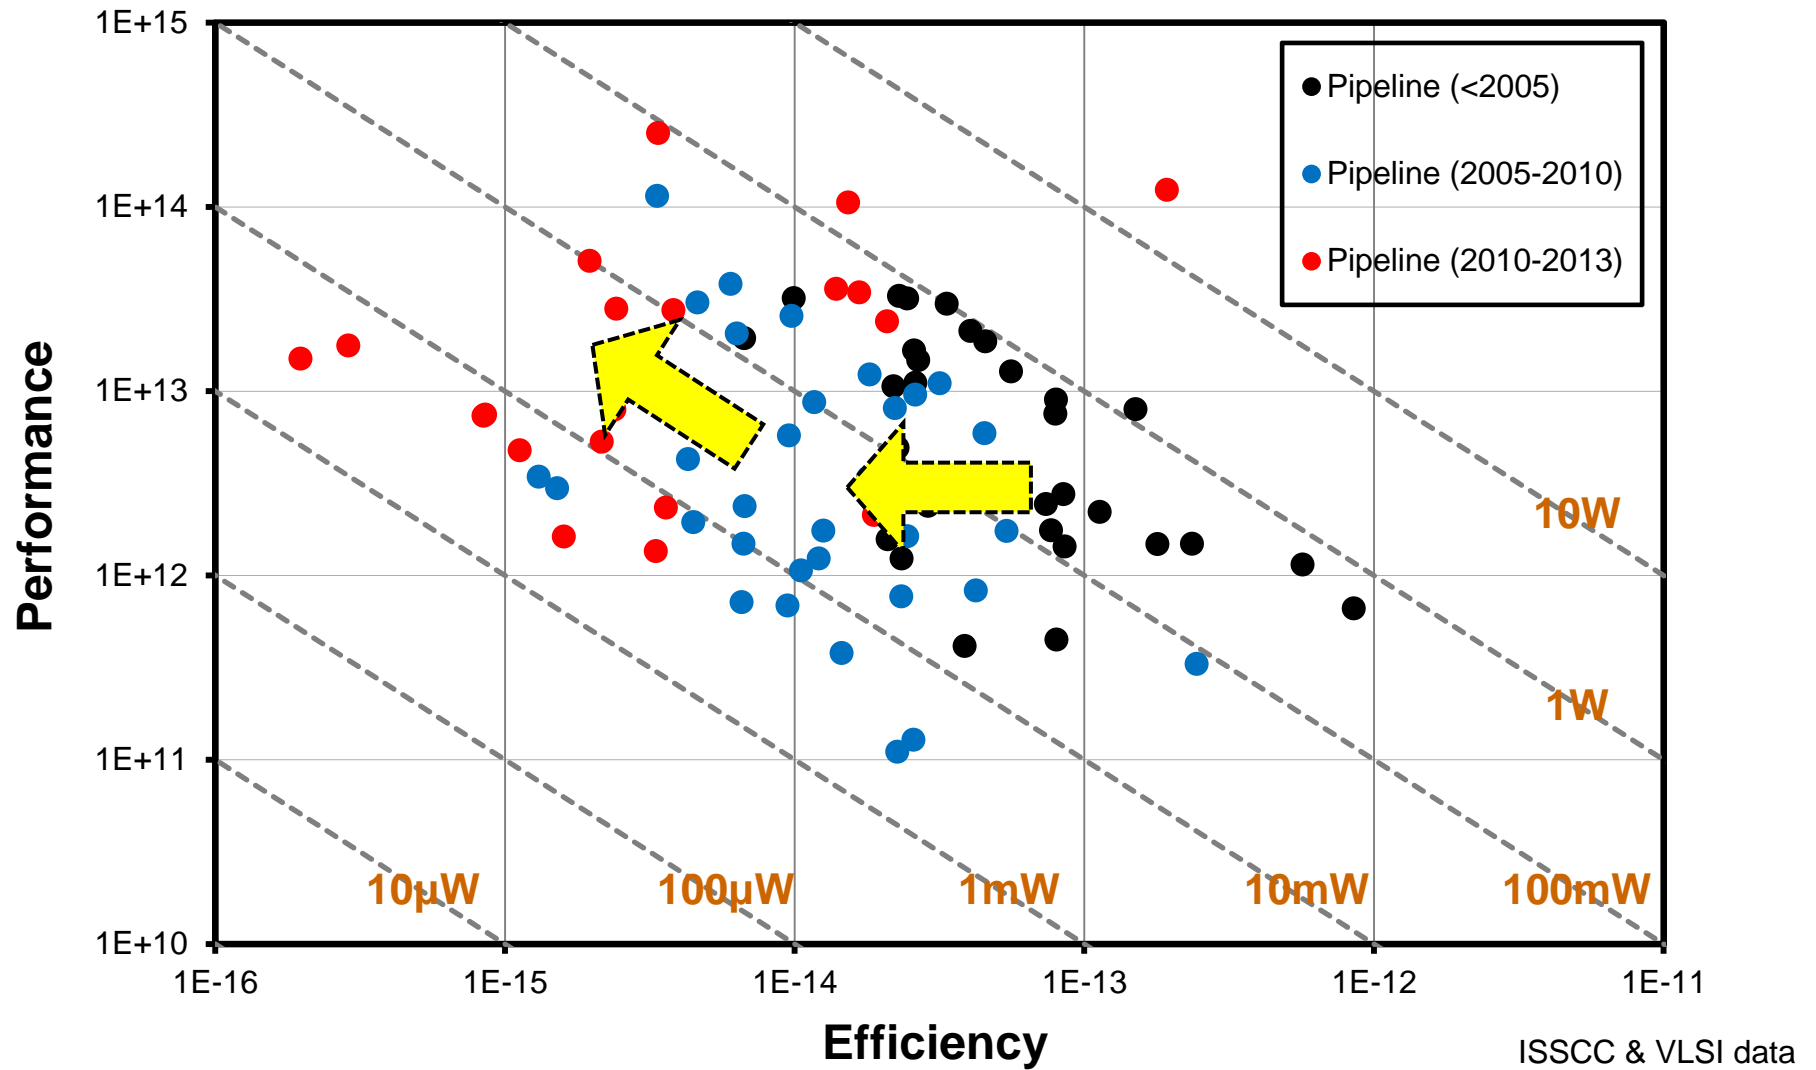 1E+15
1E+14
1E+13
1E+12
1E+11
1E+10
Performance
Pipeline (<2005)
Pipeline (2005-2010)
Pipeline (2010-2013)
10W
1W
10µW
100µW
1mW
10mW
100mW
1E-16
1E-15
1E-14
1E-13
1E-12
1E-11
Efficiency
ISSCC & VLSI data